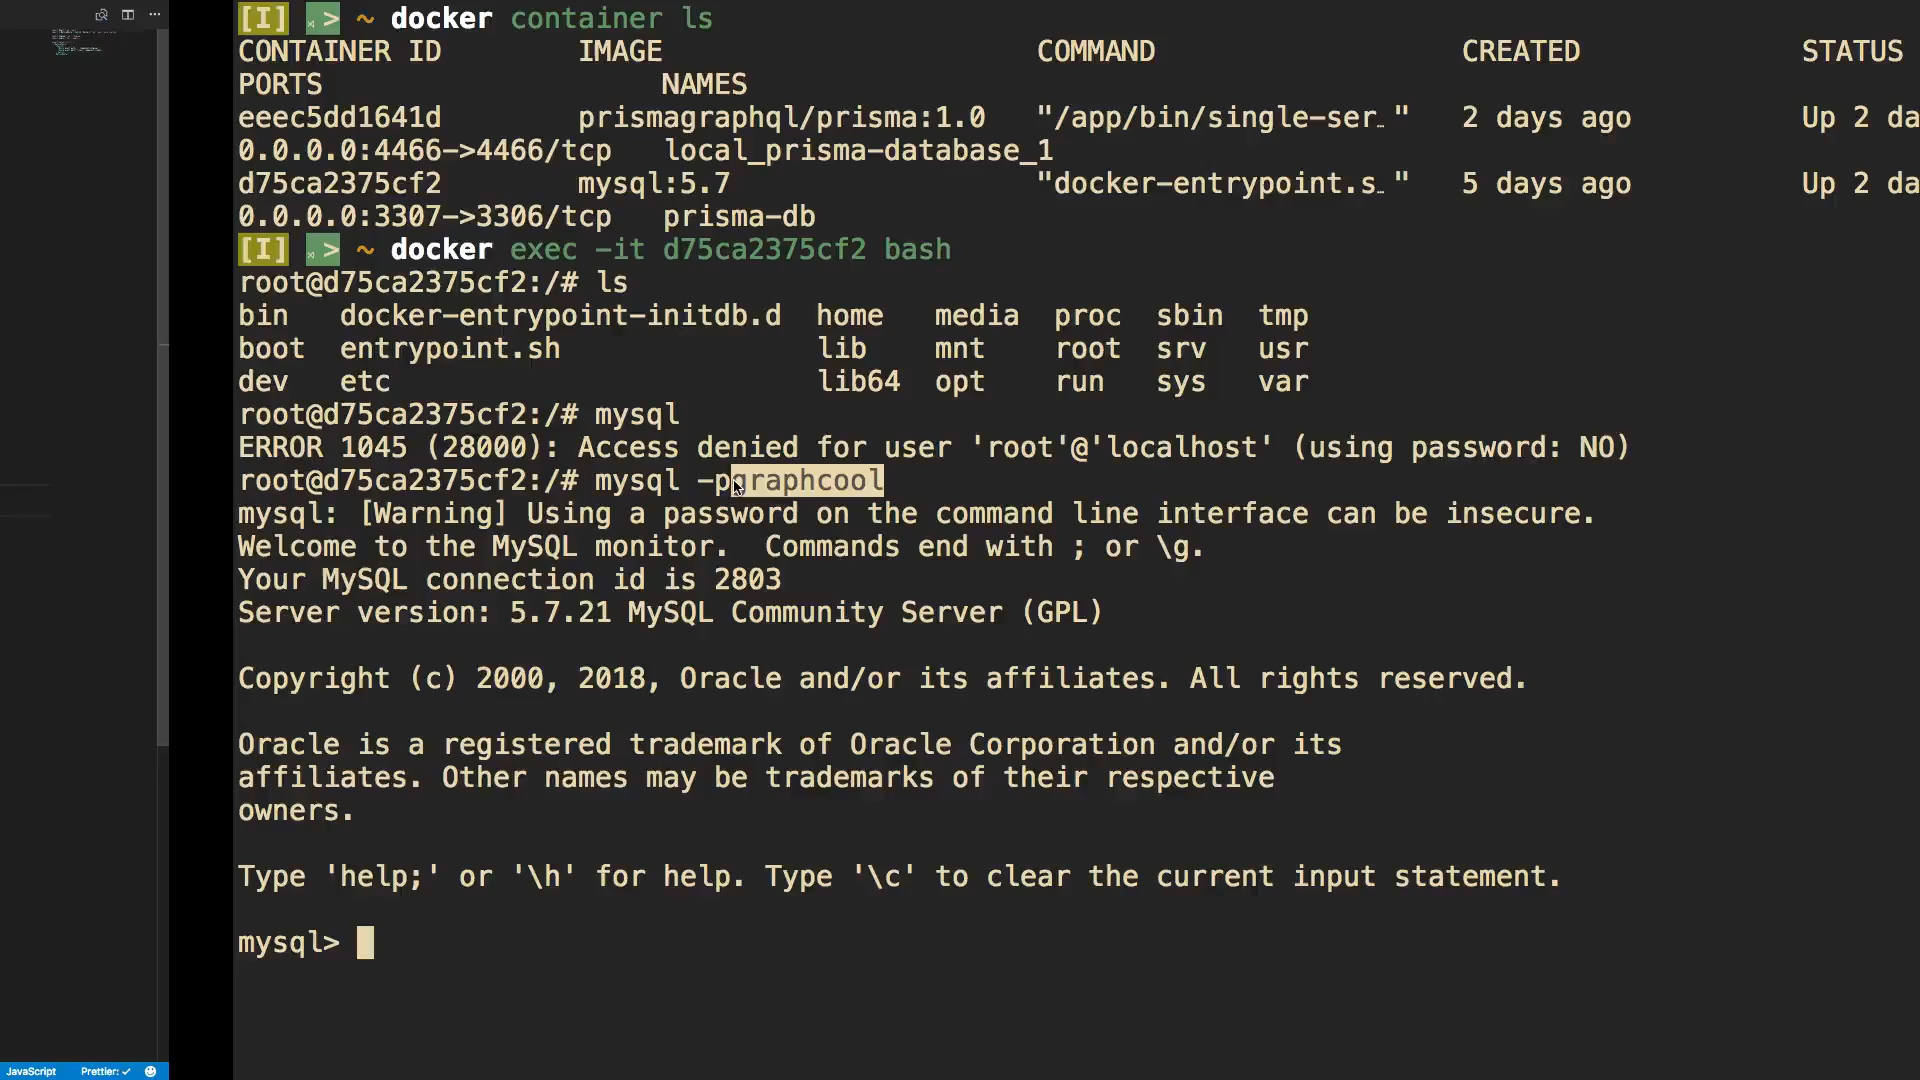 [I] > ~ docker container ls
CONTAINER ID        IMAGE                      COMMAND                  CREATED             STATUS
PORTS                    NAMES
eeec5dd1641d        prismagraphql/prisma:1.0   "/app/bin/single-ser…"   2 days ago          Up 2 da
0.0.0.0:4466->4466/tcp   local_prisma-database_1
d75ca2375cf2        mysql:5.7                  "docker-entrypoint.s…"   5 days ago          Up 2 da
0.0.0.0:3307->3306/tcp   prisma-db
[I] > ~ docker exec -it d75ca2375cf2 bash
root@d75ca2375cf2:/# ls
bin   docker-entrypoint-initdb.d  home   media  proc  sbin  tmp
boot  entrypoint.sh               lib    mnt    root  srv   usr
dev   etc                         lib64  opt    run   sys   var
root@d75ca2375cf2:/# mysql
ERROR 1045 (28000): Access denied for user 'root'@'localhost' (using password: NO)
root@d75ca2375cf2:/# mysql -pgraphcool
mysql: [Warning] Using a password on the command line interface can be insecure.
Welcome to the MySQL monitor.  Commands end with ; or \g.
Your MySQL connection id is 2803
Server version: 5.7.21 MySQL Community Server (GPL)
Copyright (c) 2000, 2018, Oracle and/or its affiliates. All rights reserved.
Oracle is a registered trademark of Oracle Corporation and/or its
affiliates. Other names may be trademarks of their respective
owners.
Type 'help;' or '\h' for help. Type '\c' to clear the current input statement.
mysql>
JavaScript Prettier: ✓